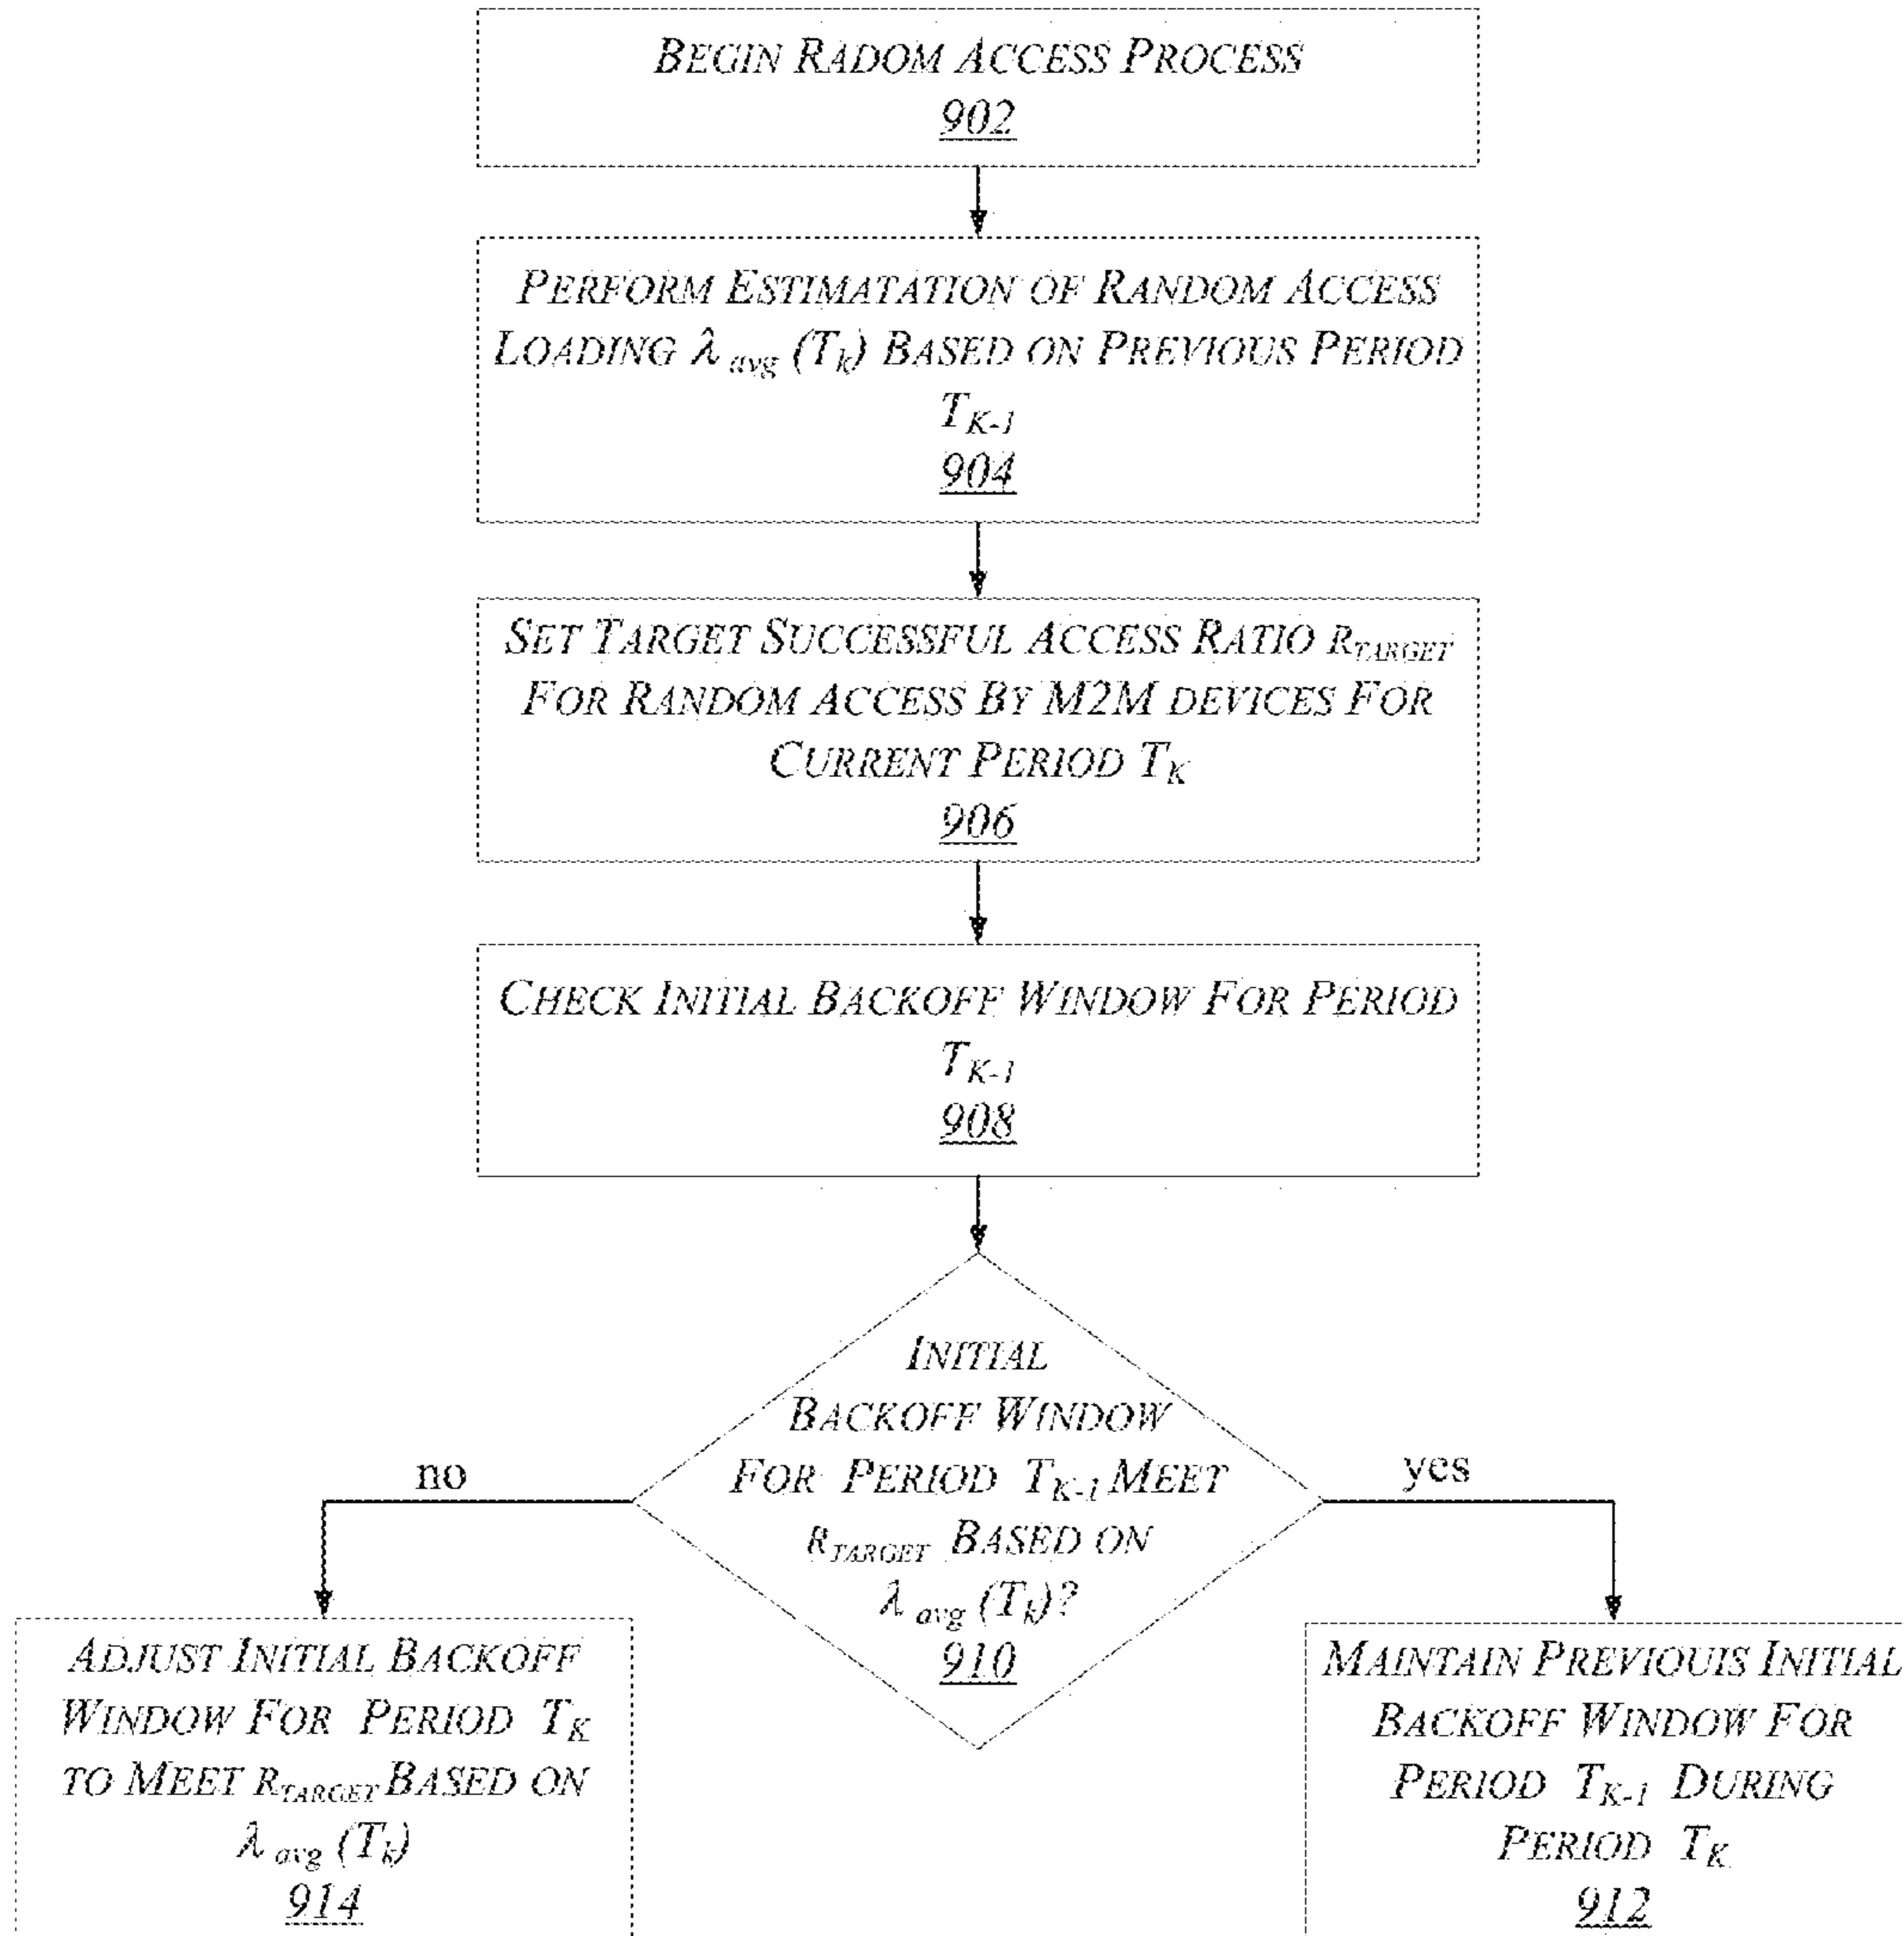 BEGIN RADOM ACCESS PROCESS
902
PERFORM ESTIMATATION OF RANDOM ACCESS
LOADING λ avg (Tk) BASED ON PREVIOUS PERIOD
TK-1
904
SET TARGET SUCCESSFUL ACCESS RATIO RTARGET
FOR RANDOM ACCESS BY M2M DEVICES FOR
CURRENT PERIOD TK
906
CHECK INITIAL BACKOFF WINDOW FOR PERIOD
TK-1
908
INITIAL
BACKOFF WINDOW
FOR PERIOD TK-1 MEET
RTARGET BASED ON
λ avg (Tk)?
910
no
yes
ADJUST INITIAL BACKOFF
WINDOW FOR PERIOD TK
TO MEET RTARGET BASED ON
λ avg (Tk)
914
MAINTAIN PREVIOUIS INITIAL
BACKOFF WINDOW FOR
PERIOD TK-1 DURING
PERIOD TK
912